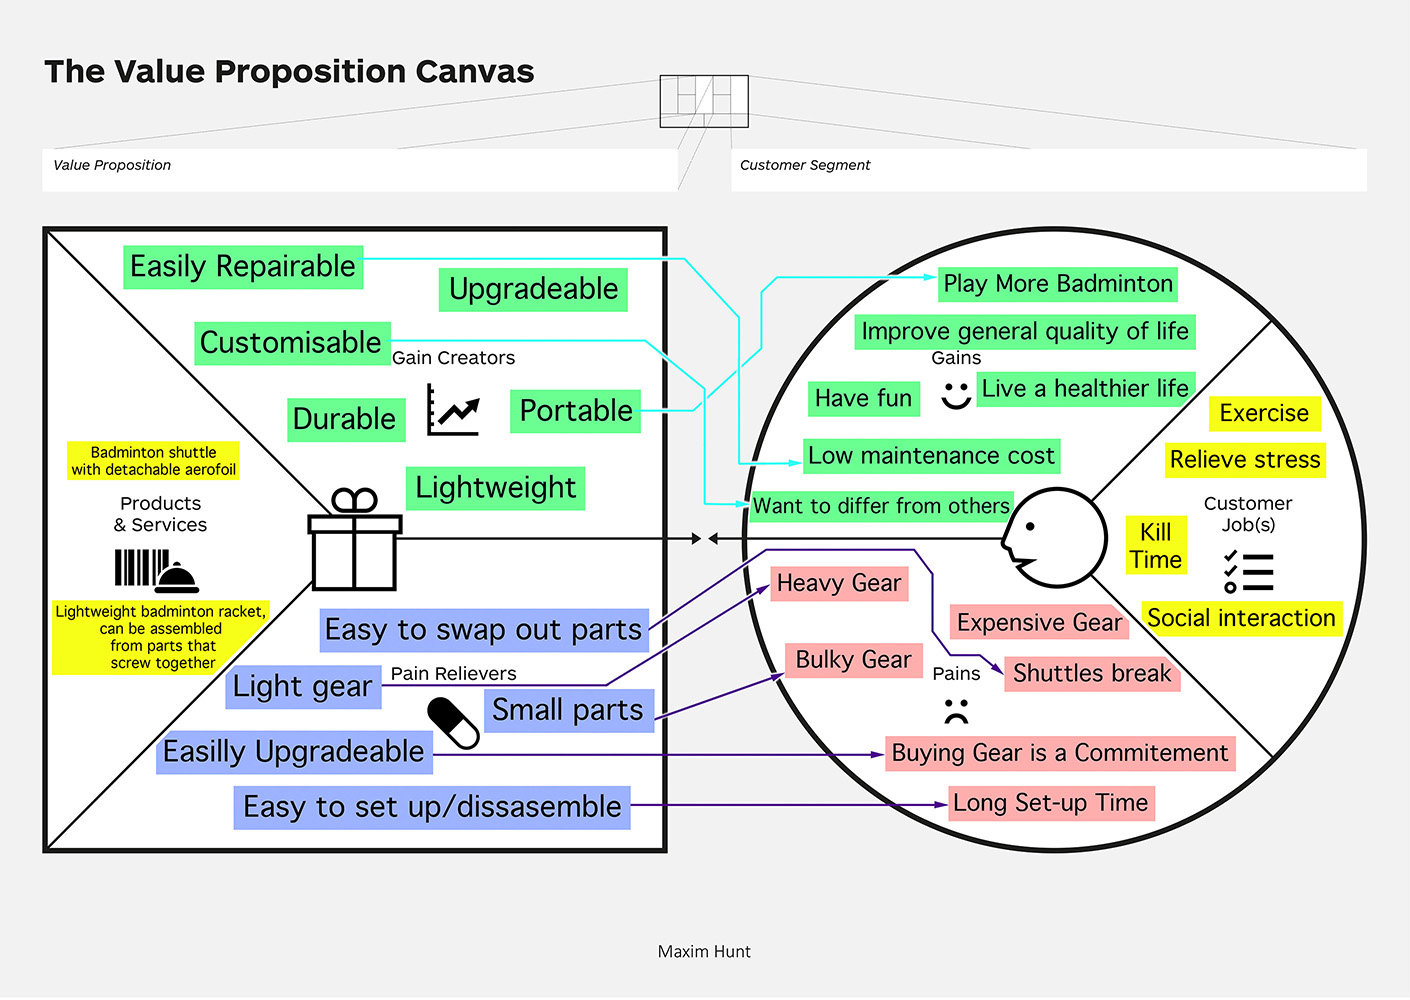 The Value Proposition Canvas
Value Proposition
Customer Segment
Easily Repairable
Upgradeable
Customisable
Gain Creators
Durable
Portable
Lightweight
Badminton shuttle
with detachable aerofoil
Products
& Services
Lightweight badminton racket,
can be assembled
from parts that
screw together
Easy to swap out parts
Light gear
Pain Relievers
Small parts
Easilly Upgradeable
Easy to set up/dissasemble
Play More Badminton
Improve general quality of life
Gains
Have fun
Live a healthier life
Low maintenance cost
Want to differ from others
Exercise
Relieve stress
Customer
Job(s)
Kill
Time
Social interaction
Heavy Gear
Expensive Gear
Bulky Gear
Pains
Shuttles break
Buying Gear is a Commitement
Long Set-up Time
Maxim Hunt